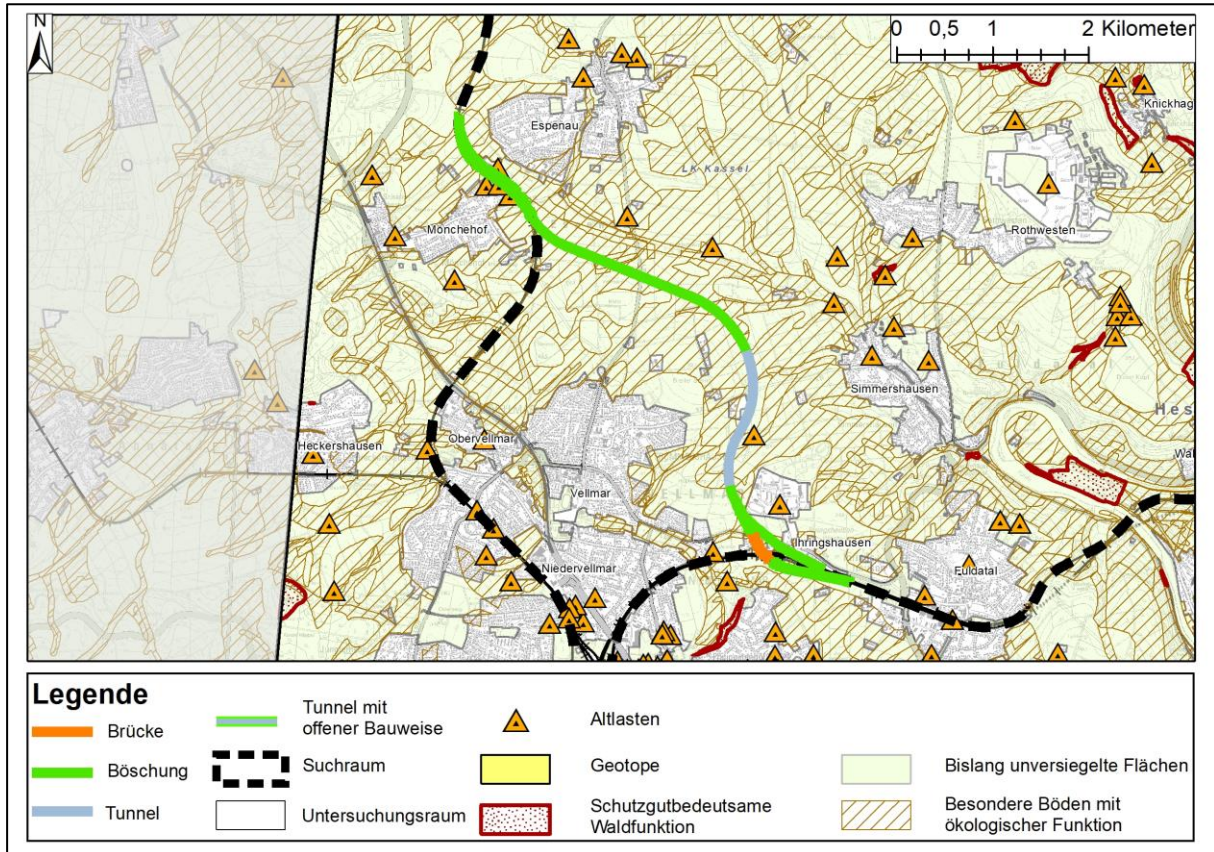 N
0 0,5 1 2 Kilometer
Knickhag
Espenau
LK Kassel
Mönchehof
Rothwesten
Simmershausen
Hes
Heckershausen
Obervellmar
Vellmar
Ihringshausen
Niedervellmar
Fuldatal
Legende
Brücke
Böschung
Tunnel
Tunnel mit
offener Bauweise
Suchraum
Untersuchungsraum
Altlasten
Geotope
Schutzgutbedeutsame
Waldfunktion
Bislang unversiegelte Flächen
Besondere Böden mit
ökologischer Funktion